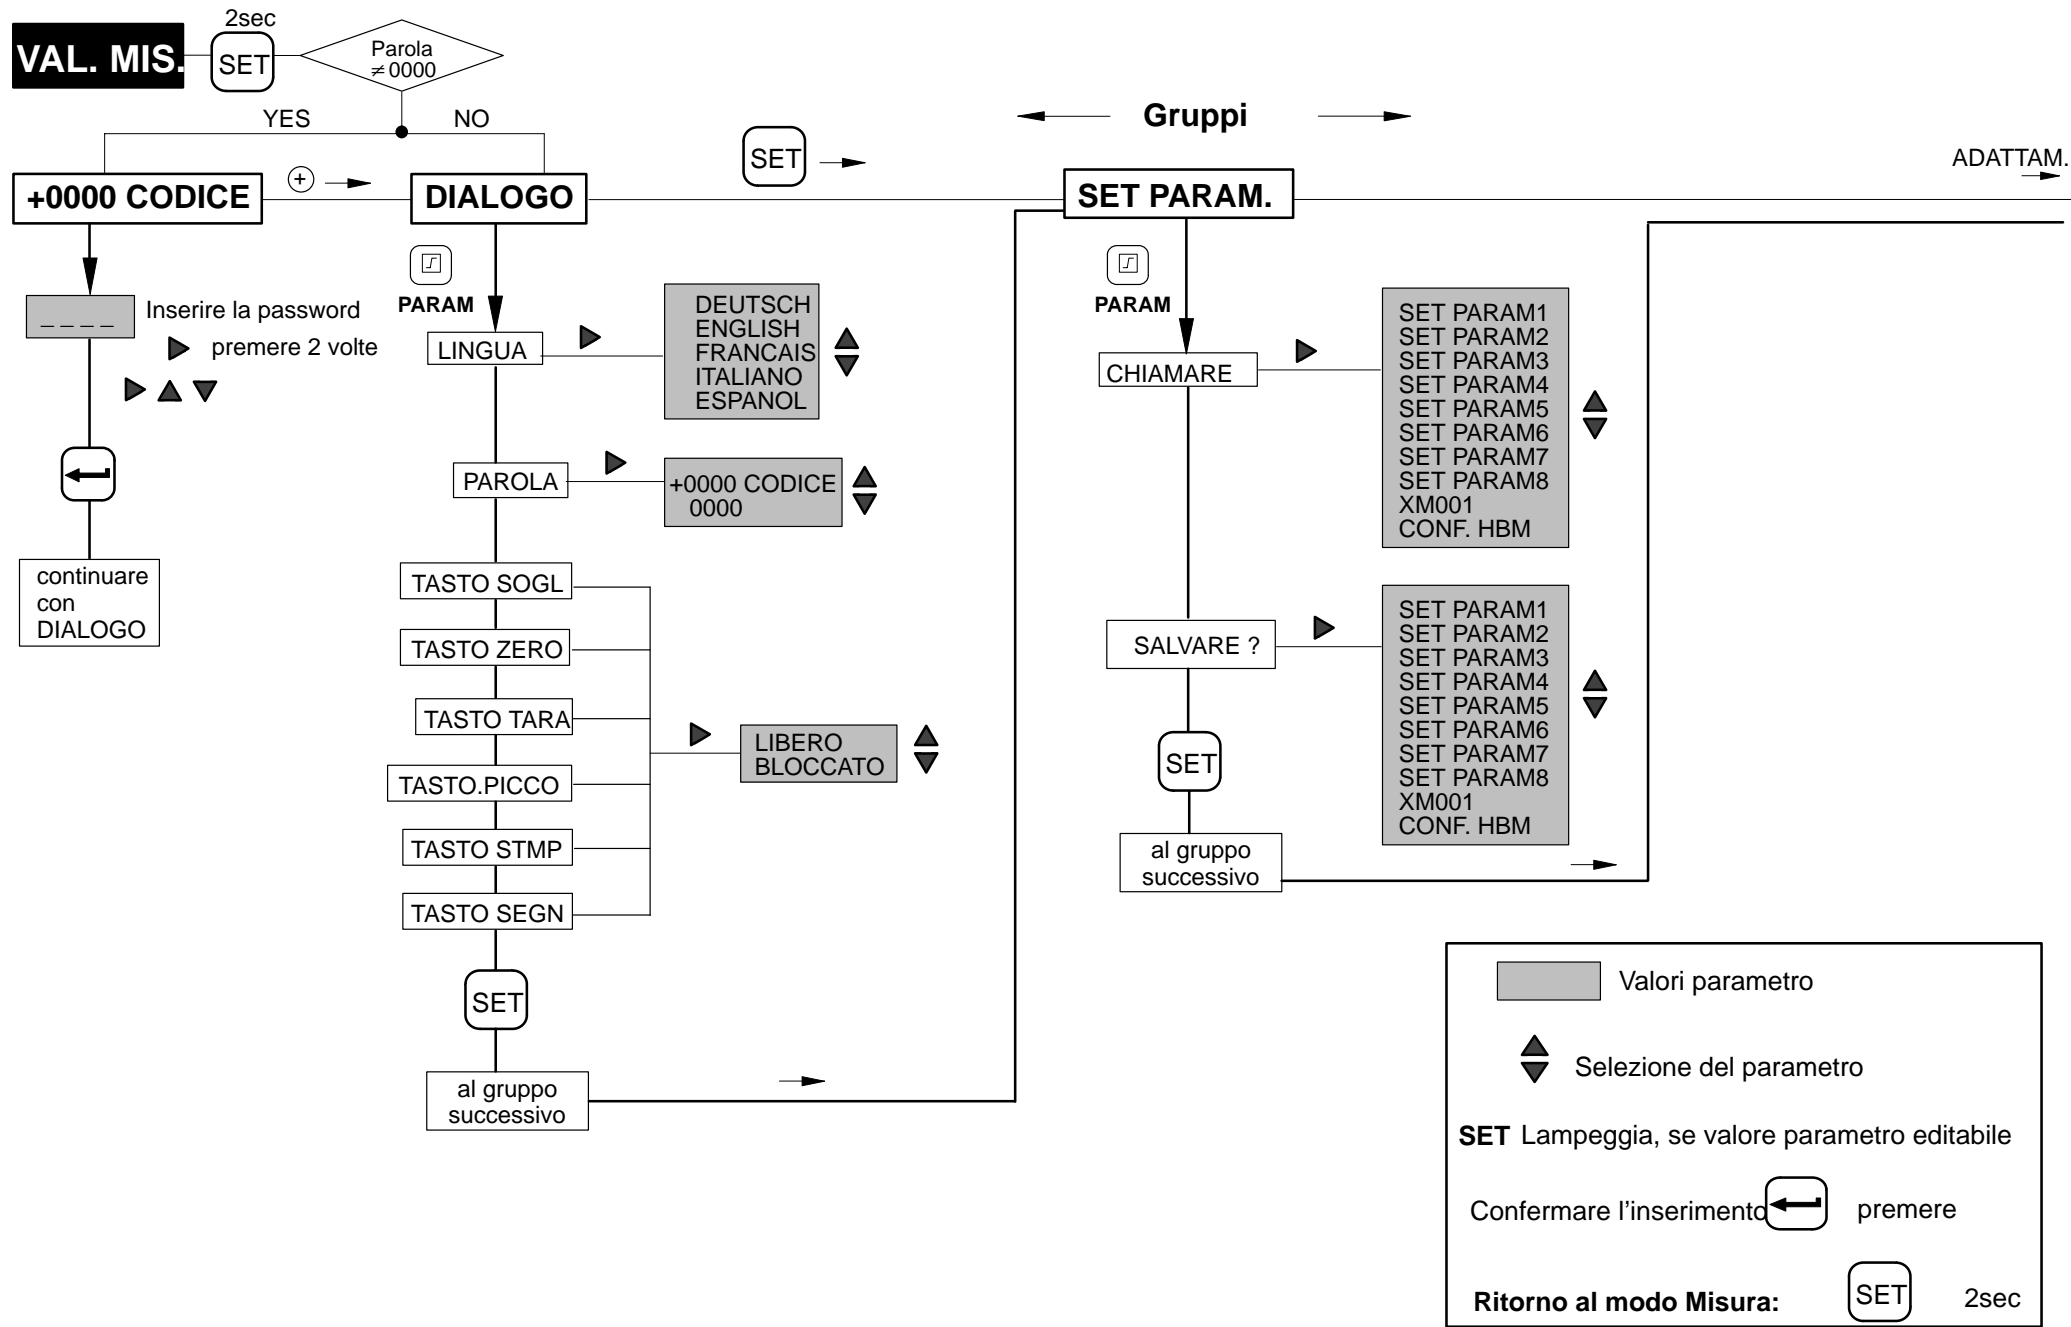 2sec
VAL. MIS.
SET
Parola
≠0000
YES
NO
SET
Gruppi
ADATTAM.
+0000 CODICE
+
DIALOGO
SET PARAM.
_ _ _ _
Inserire la password
premere 2 volte
continuare
con
DIALOGO
PARAM
LINGUA
DEUTSCH
ENGLISH
FRANCAIS
ITALIANO
ESPANOL
PAROLA
+0000 CODICE
0000
TASTO SOGL
TASTO ZERO
TASTO TARA
TASTO.PICCO
TASTO STMP
TASTO SEGN
LIBERO
BLOCCATO
SET
al gruppo
successivo
PARAM
CHIAMARE
SET PARAM1
SET PARAM2
SET PARAM3
SET PARAM4
SET PARAM5
SET PARAM6
SET PARAM7
SET PARAM8
XM001
CONF. HBM
SALVARE ?
SET PARAM1
SET PARAM2
SET PARAM3
SET PARAM4
SET PARAM5
SET PARAM6
SET PARAM7
SET PARAM8
XM001
CONF. HBM
SET
al gruppo
successivo
Valori parametro
Selezione del parametro
SET Lampeggia, se valore parametro editabile
Confermare l'inserimento premere
Ritorno al modo Misura: SET 2sec